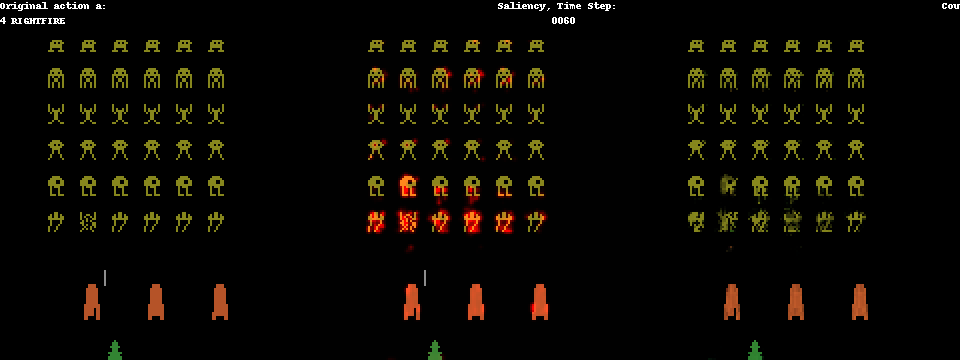 Original action a:
4 RIGHTFIRE
Saliency, Time Step:
0060
Cou